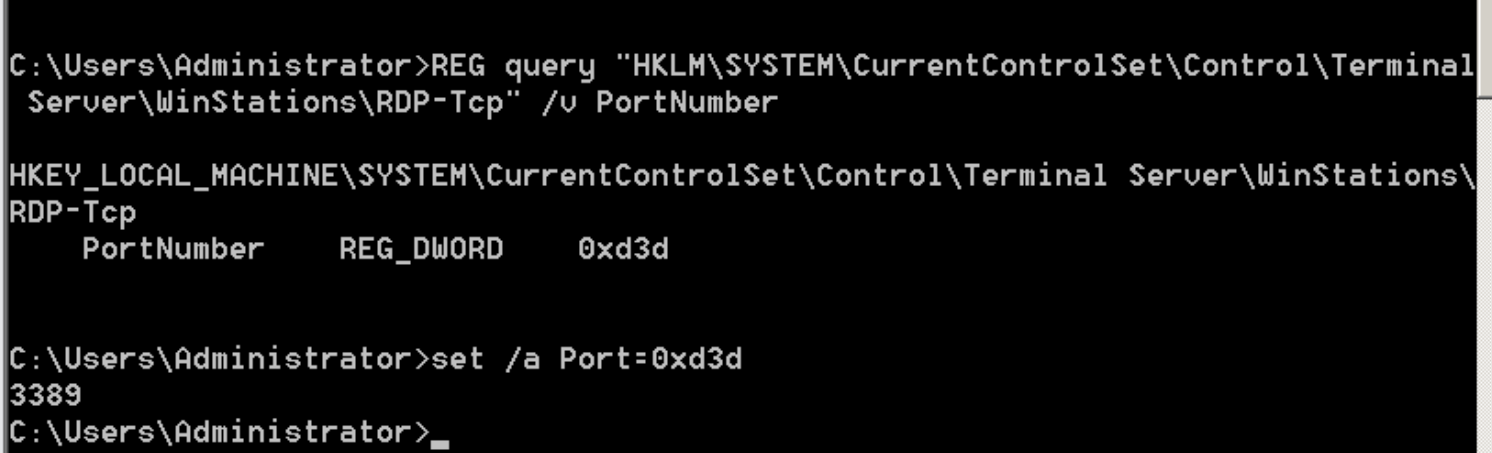 C:\Users\Administrator>REG query "HKLM\SYSTEM\CurrentControlSet\Control\Terminal
 Server\WinStations\RDP-Tcp" /v PortNumber
HKEY_LOCAL_MACHINE\SYSTEM\CurrentControlSet\Control\Terminal Server\WinStations\
RDP-Tcp
    PortNumber    REG_DWORD    0xd3d
C:\Users\Administrator>set /a Port=0xd3d
3389
C:\Users\Administrator>_